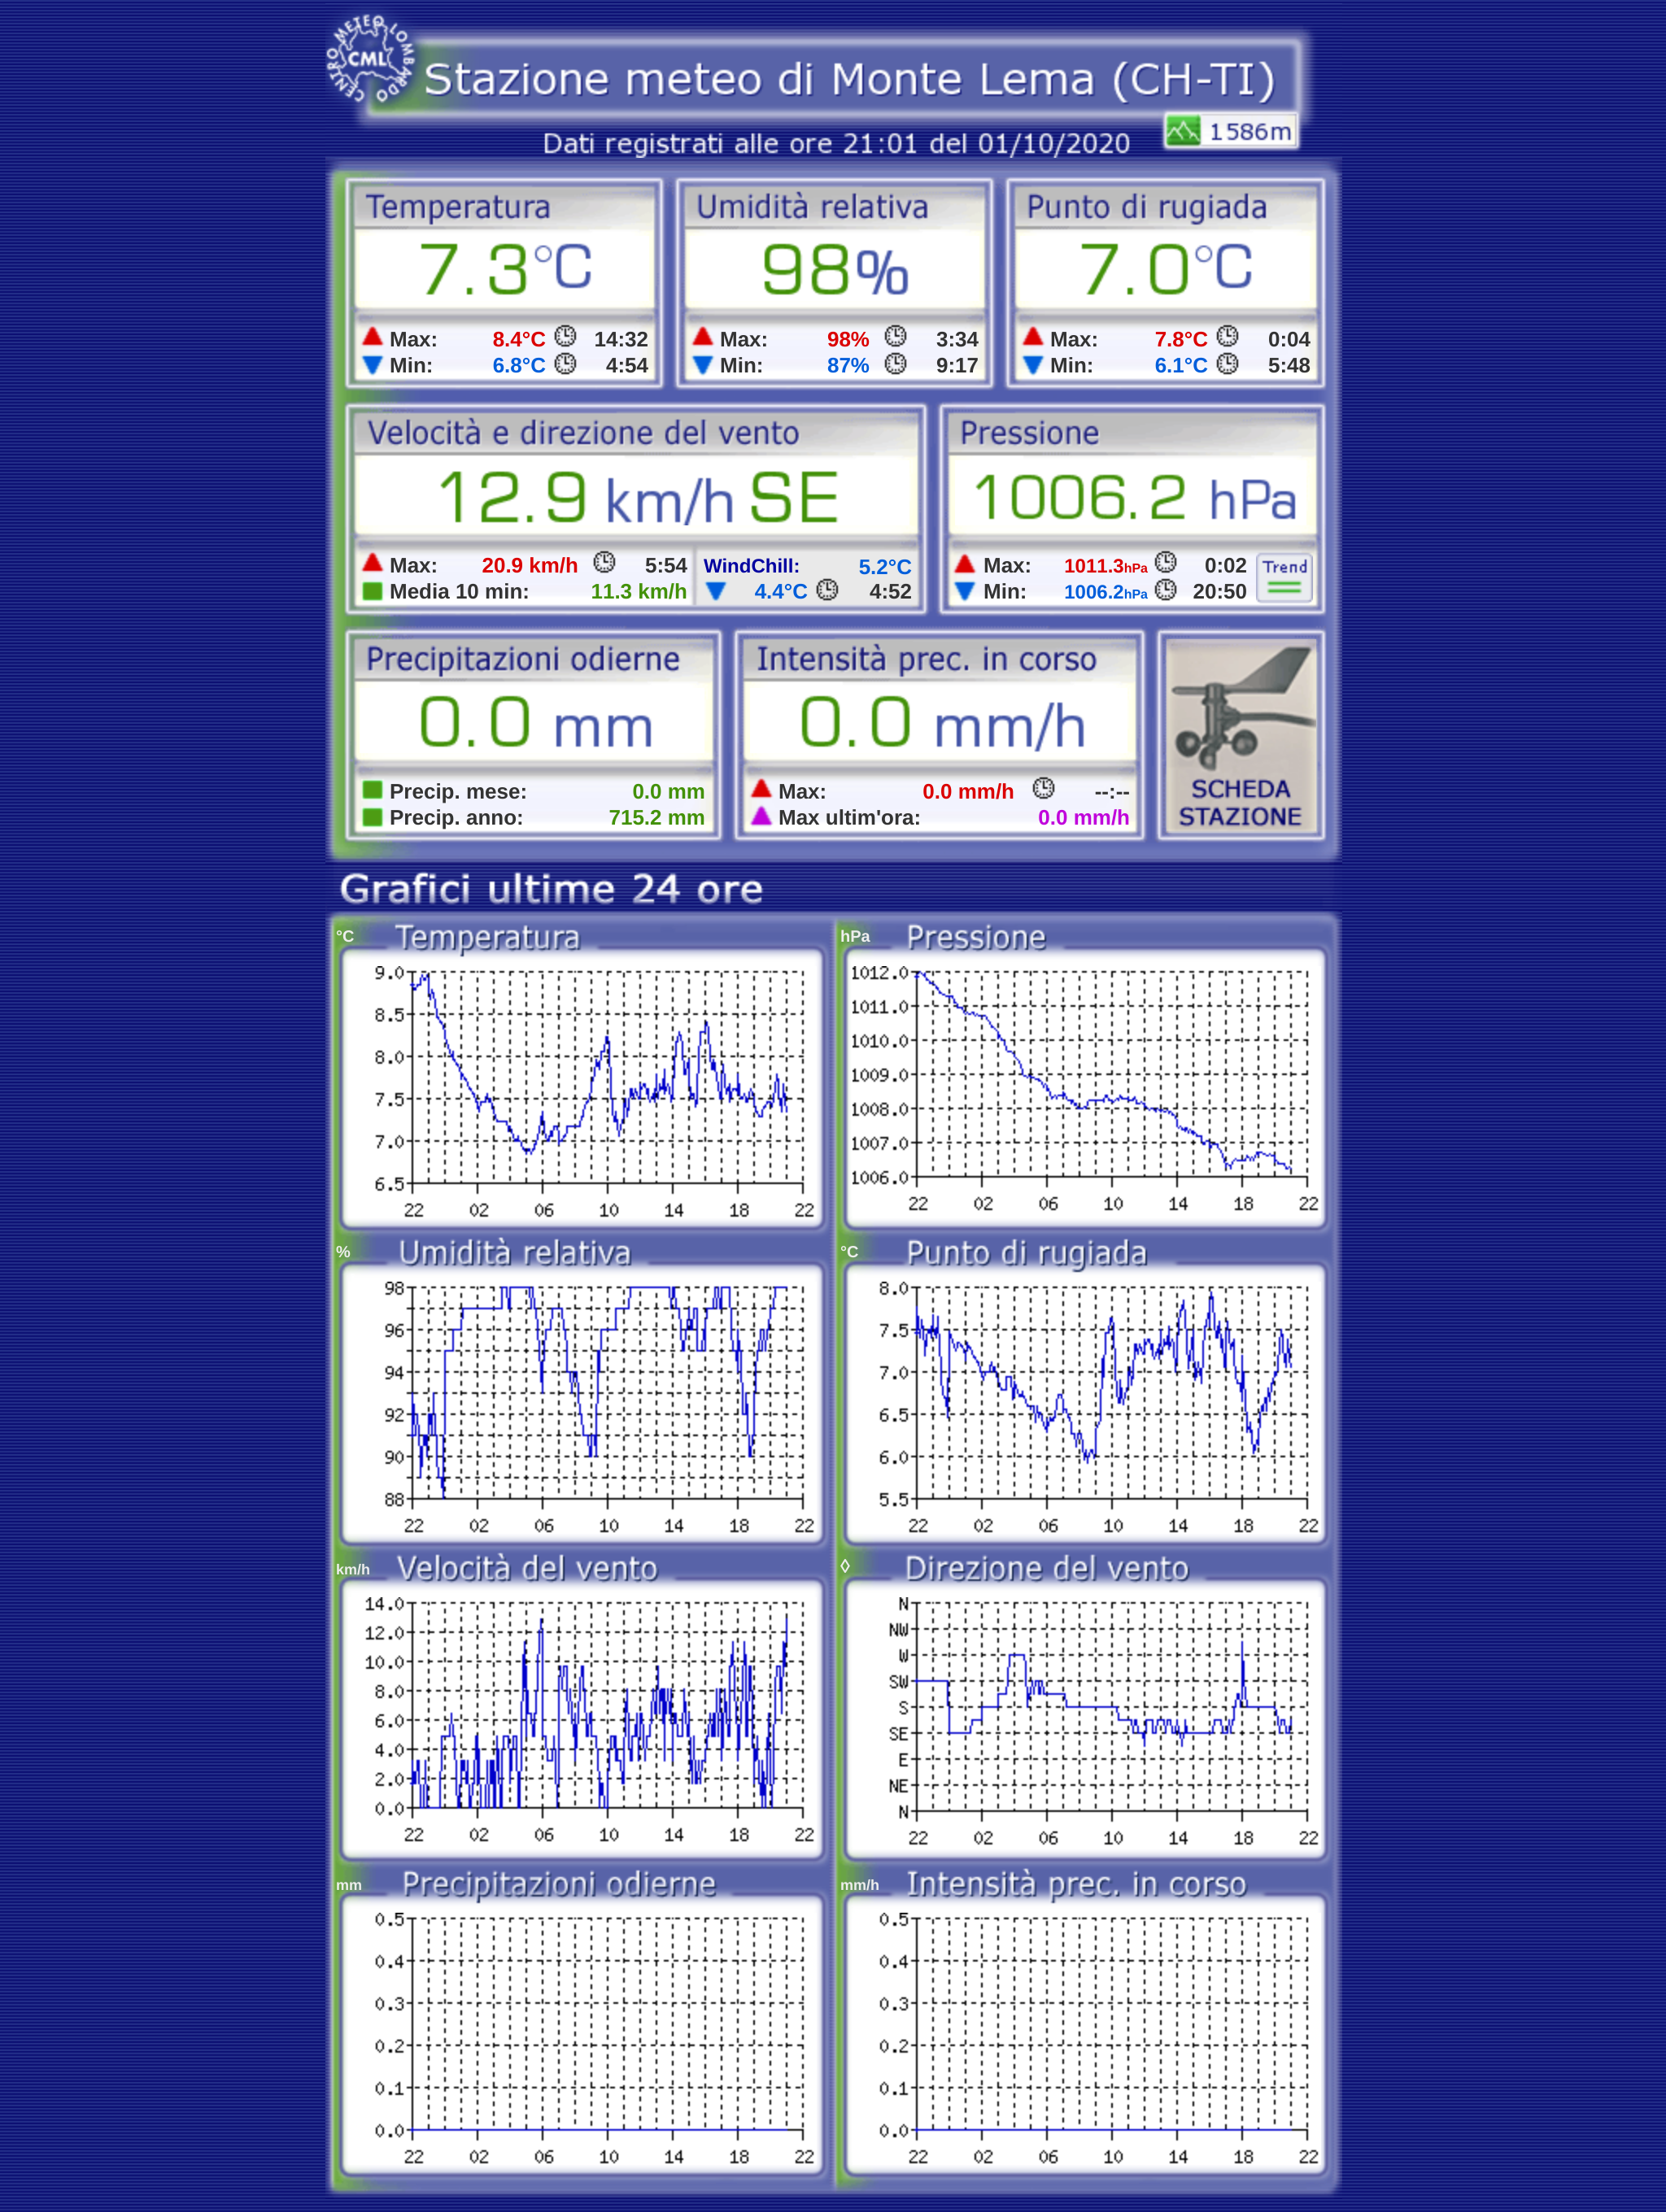 CENTRO METEO LOMBARDO
CML
Stazione meteo di Monte Lema (CH-TI)
Dati registrati alle ore 21:01 del 01/10/2020
1586m
Temperatura Umidità relativa Punto di rugiada
7.3°C 98% 7.0°C
Max: 8.4°C 14:32 Max: 98% 3:34 Max: 7.8°C 0:04
Min: 6.8°C 4:54 Min: 87% 9:17 Min: 6.1°C 5:48
Velocità e direzione del vento Pressione
12.9 km/h SE 1006.2 hPa
Max: 20.9 km/h 5:54 WindChill: 5.2°C Max: 1011.3hPa 0:02 Trend
Media 10 min: 11.3 km/h 4.4°C 4:52 Min: 1006.2hPa 20:50
Precipitazioni odierne Intensità prec. in corso
0.0 mm 0.0 mm/h
Precip. mese: 0.0 mm Max: 0.0 mm/h --:-- SCHEDA
Precip. anno: 715.2 mm Max ultim'ora: 0.0 mm/h STAZIONE
Grafici ultime 24 ore
°C Temperatura
9.0
8.5
8.0
7.5
7.0
6.5
22 02 06 10 14 18 22
hPa Pressione
1012.0
1011.0
1010.0
1009.0
1008.0
1007.0
1006.0
22 02 06 10 14 18 22
% Umidità relativa
98
96
94
92
90
88
22 02 06 10 14 18 22
°C Punto di rugiada
8.0
7.5
7.0
6.5
6.0
5.5
22 02 06 10 14 18 22
km/h Velocità del vento
14.0
12.0
10.0
8.0
6.0
4.0
2.0
0.0
22 02 06 10 14 18 22
◊ Direzione del vento
N
NW
W
SW
S
SE
E
NE
N
22 02 06 10 14 18 22
mm Precipitazioni odierne
0.5
0.4
0.3
0.2
0.1
0.0
22 02 06 10 14 18 22
mm/h Intensità prec. in corso
0.5
0.4
0.3
0.2
0.1
0.0
22 02 06 10 14 18 22